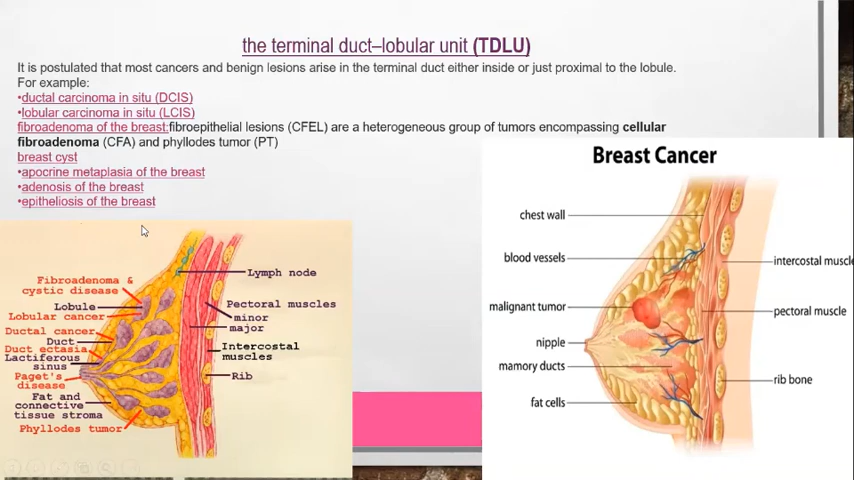 the terminal duct–lobular unit (TDLU)
It is postulated that most cancers and benign lesions arise in the terminal duct either inside or just proximal to the lobule.
For example:
•ductal carcinoma in situ (DCIS)
•lobular carcinoma in situ (LCIS)
fibroadenoma of the breast:fibroepithelial lesions (CFEL) are a heterogeneous group of tumors encompassing cellular
fibroadenoma (CFA) and phyllodes tumor (PT)
breast cyst
•apocrine metaplasia of the breast
•adenosis of the breast
•epitheliosis of the breast
Fibroadenoma &
cystic disease
Lobule
Lobular cancer
Ductal cancer
Duct
Duct ectasia
Lactiferous
sinus
Paget's
disease
Fat and
connective
tissue stroma
Phyllodes tumor
Lymph node
Pectoral muscles
minor
major
Intercostal
muscles
Rib
Breast Cancer
chest wall
blood vessels
malignant tumor
nipple
mamory ducts
fat cells
intercostal muscle
pectoral muscle
rib bone